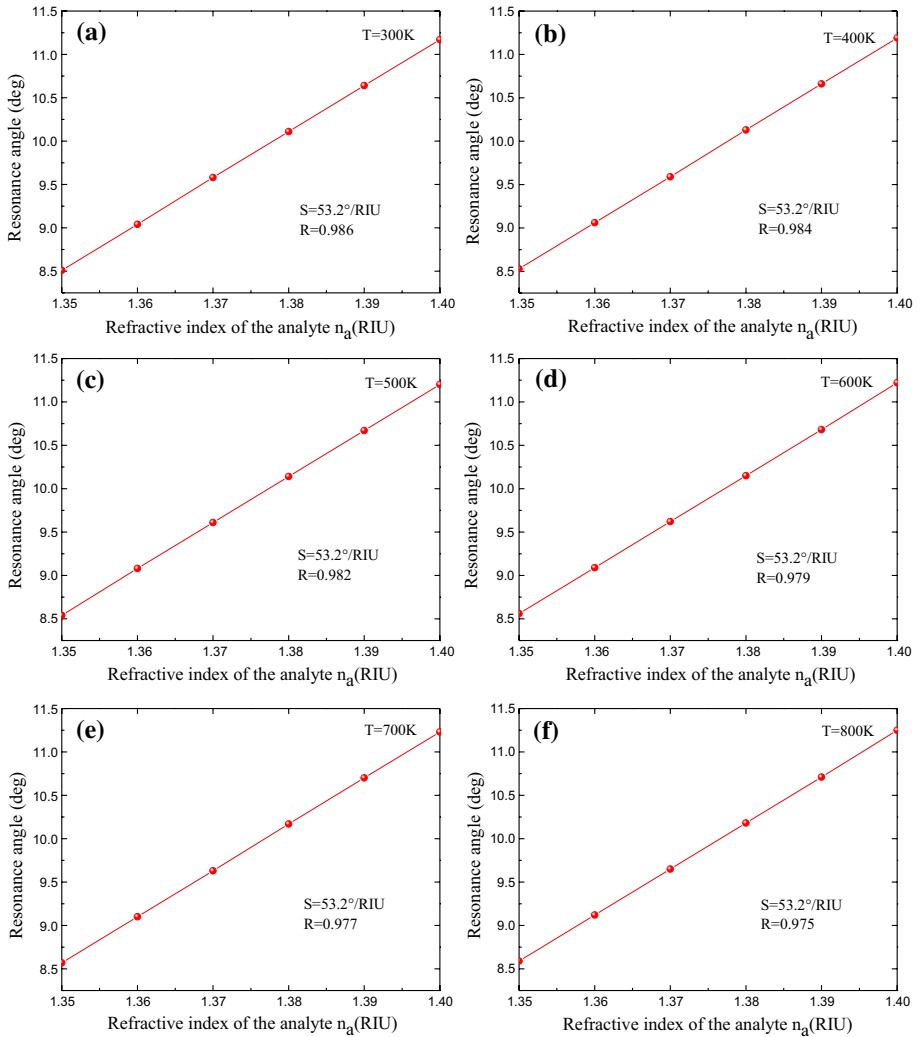 (a)
T=300K
11.5
11.0
10.5
10.0
9.5
9.0
8.5
Resonance angle (deg)
S=53.2°/RIU
R=0.986
1.35 1.36 1.37 1.38 1.39 1.40
Refractive index of the analyte na(RIU)
(b)
T=400K
11.5
11.0
10.5
10.0
9.5
9.0
8.5
Resonance angle (deg)
S=53.2°/RIU
R=0.984
1.35 1.36 1.37 1.38 1.39 1.40
Refractive index of the analyte na(RIU)
(c)
T=500K
11.5
11.0
10.5
10.0
9.5
9.0
8.5
Resonance angle (deg)
S=53.2°/RIU
R=0.982
1.35 1.36 1.37 1.38 1.39 1.40
Refractive index of the analyte na(RIU)
(d)
T=600K
11.5
11.0
10.5
10.0
9.5
9.0
8.5
Resonance angle (deg)
S=53.2°/RIU
R=0.979
1.35 1.36 1.37 1.38 1.39 1.40
Refractive index of the analyte na(RIU)
(e)
T=700K
11.5
11.0
10.5
10.0
9.5
9.0
8.5
Resonance angle (deg)
S=53.2°/RIU
R=0.977
1.35 1.36 1.37 1.38 1.39 1.40
Refractive index of the analyte na(RIU)
(f)
T=800K
11.5
11.0
10.5
10.0
9.5
9.0
8.5
Resonance angle (deg)
S=53.2°/RIU
R=0.975
1.35 1.36 1.37 1.38 1.39 1.40
Refractive index of the analyte na(RIU)